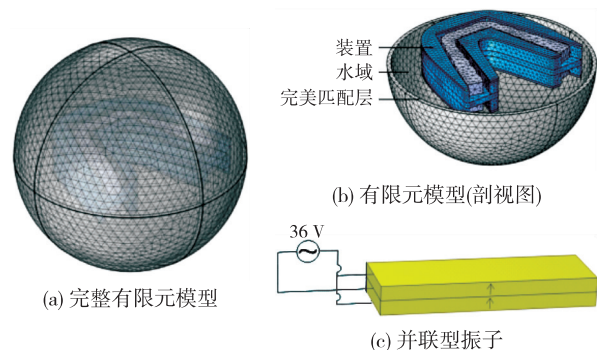 装置
水域
完美匹配层
(b) 有限元模型(剖视图)
36 V
(a) 完整有限元模型
(c) 并联型振子